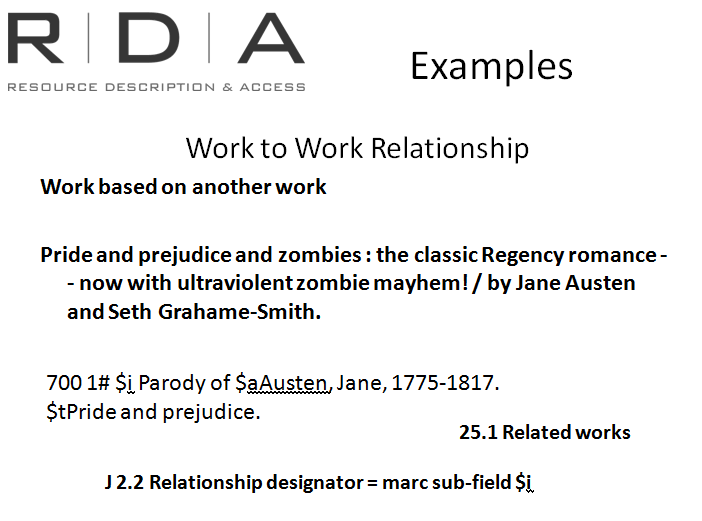 R D A
RESOURCE DESCRIPTION & ACCESS
Examples
Work to Work Relationship
Work based on another work
Pride and prejudice and zombies : the classic Regency romance -
- now with ultraviolent zombie mayhem! / by Jane Austen
and Seth Grahame-Smith.
700 1# $i Parody of $aAusten, Jane, 1775-1817.
$tPride and prejudice.
25.1 Related works
J 2.2 Relationship designator = marc sub-field $i